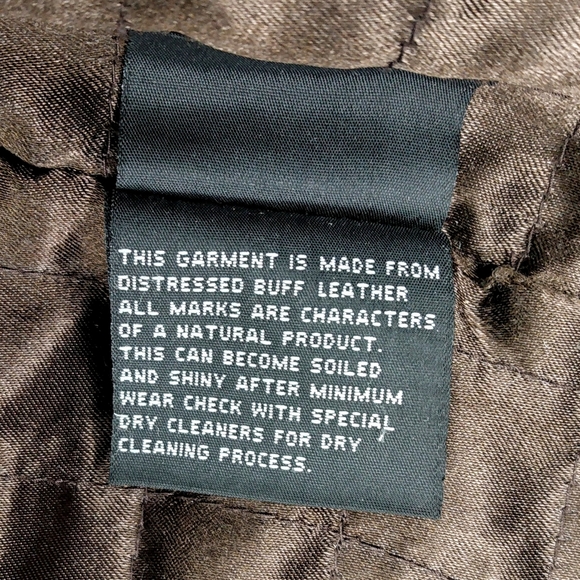 THIS GARMENT IS MADE FROM
DISTRESSED BUFF LEATHER
ALL MARKS ARE CHARACTERS
OF A NATURAL PRODUCT.
THIS CAN BECOME SOILED
AND SHINY AFTER MINIMUM
WEAR CHECK WITH SPECIAL
DRY CLEANERS FOR DRY
CLEANING PROCESS.